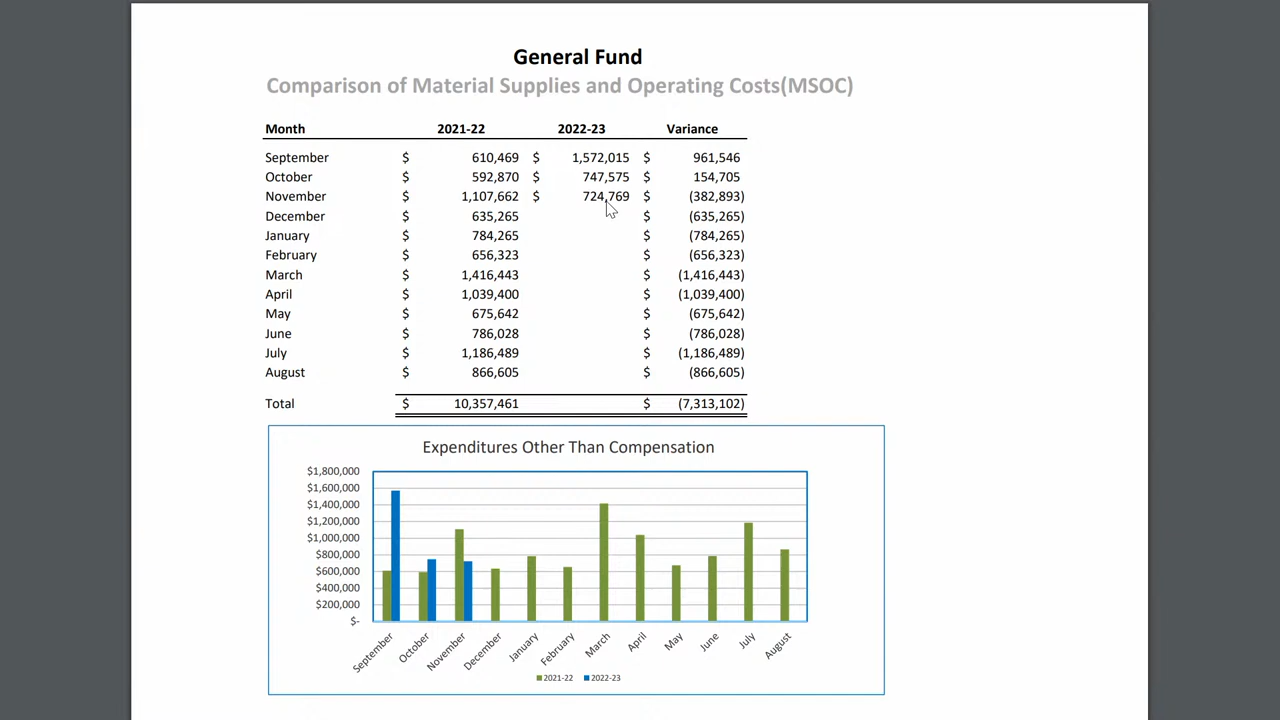 General Fund
Comparison of Material Supplies and Operating Costs(MSOC)
Month 2021-22 2022-23 Variance
September $ 610,469 $ 1,572,015 $ 961,546
October $ 592,870 $ 747,575 $ 154,705
November $ 1,107,662 $ 724,769 $ (382,893)
December $ 635,265 $ (635,265)
January $ 784,265 $ (784,265)
February $ 656,323 $ (656,323)
March $ 1,416,443 $ (1,416,443)
April $ 1,039,400 $ (1,039,400)
May $ 675,642 $ (675,642)
June $ 786,028 $ (786,028)
July $ 1,186,489 $ (1,186,489)
August $ 866,605 $ (866,605)
Total $ 10,357,461 $ (7,313,102)
Expenditures Other Than Compensation
$1,800,000
$1,600,000
$1,400,000
$1,200,000
$1,000,000
$800,000
$600,000
$400,000
$200,000
$-
September October November December January February March April May June July August
2021-22 2022-23